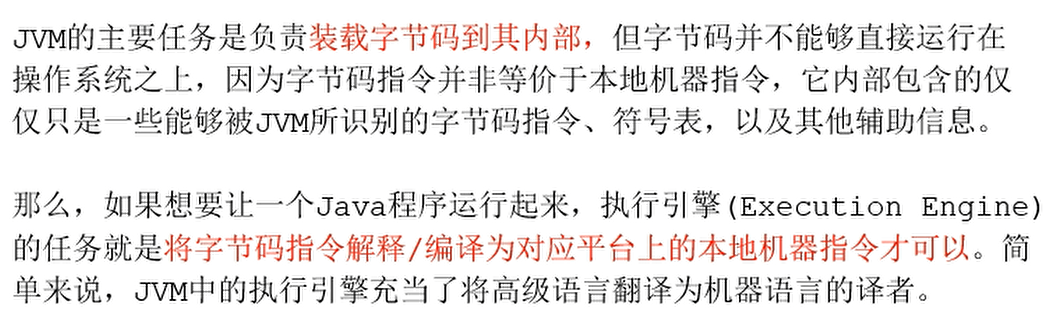 JVM的主要任务是负责装载字节码到其内部，但字节码并不能够直接运行在
操作系统之上，因为字节码指令并非等价于本地机器指令，它内部包含的仅
仅只是一些能够被JVM所识别的字节码指令、符号表，以及其他辅助信息。
那么，如果想要让一个Java程序运行起来，执行引擎(Execution Engine)
的任务就是将字节码指令解释/编译为对应平台上的本地机器指令才可以。简
单来说，JVM中的执行引擎充当了将高级语言翻译为机器语言的译者。